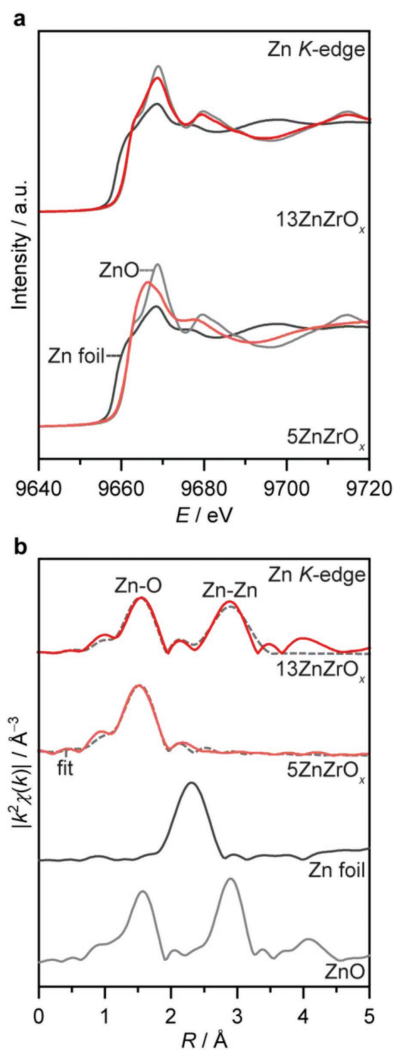 a
Zn K-edge
13ZnZrOₓ
ZnO
Zn foil
5ZnZrOₓ
Intensity / a.u.
9640 9660 9680 9700 9720
E / eV
b
Zn-O Zn-Zn Zn K-edge
13ZnZrOₓ
fit
5ZnZrOₓ
Zn foil
ZnO
|k²χ(k)| / Å⁻³
0 1 2 3 4 5
R / Å